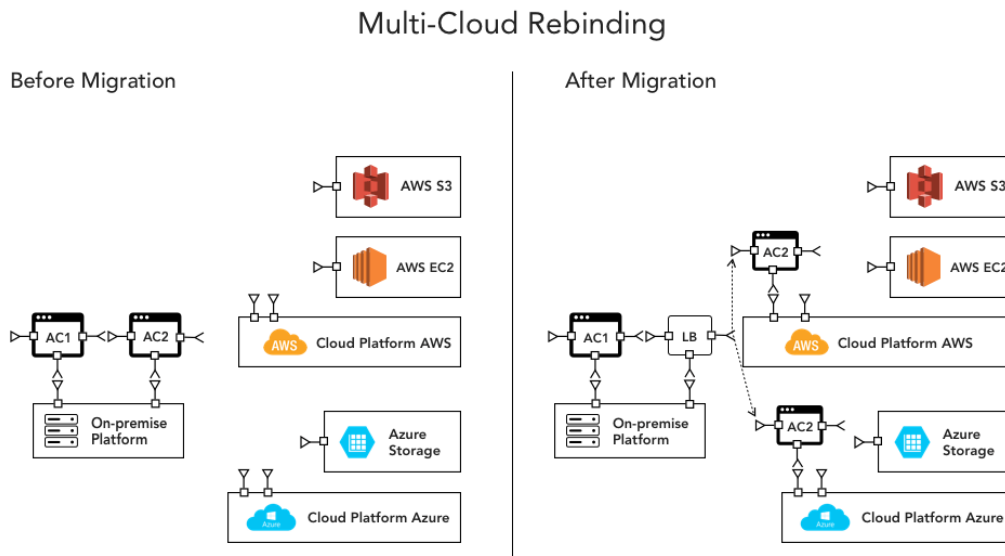 Multi-Cloud Rebinding
Before Migration
AWS S3
AWS EC2
AC1
AC2
AWS
Cloud Platform AWS
On-premise
Platform
Azure
Storage
Azure
Cloud Platform Azure
After Migration
AWS S3
AC2
AWS EC2
AC1
LB
AWS
Cloud Platform AWS
On-premise
Platform
AC2
Azure
Storage
Azure
Cloud Platform Azure